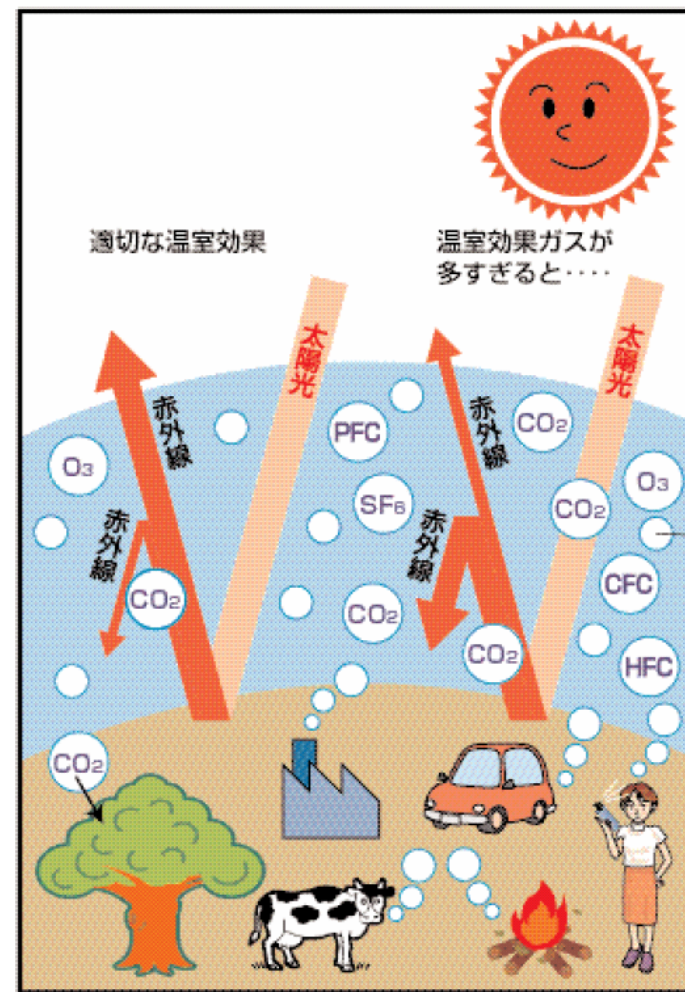 適切な温室効果
温室効果ガスが
多すぎると‥‥
太陽光
太陽光
赤外線
赤外線
PFC
CO₂
O₃
SF₆
CO₂
O₃
赤外線
赤外線
CO₂
CO₂
CFC
CO₂
HFC
CO₂